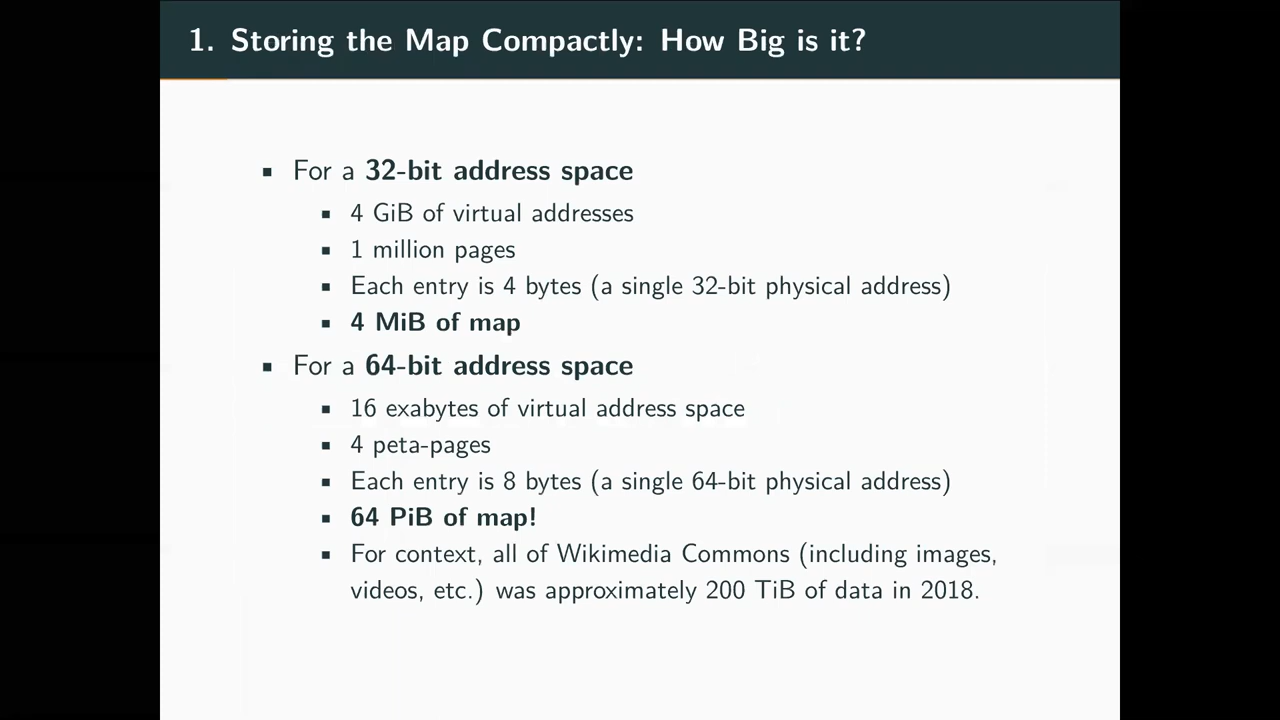 1. Storing the Map Compactly: How Big is it?
▪ For a 32-bit address space
▪ 4 GiB of virtual addresses
▪ 1 million pages
▪ Each entry is 4 bytes (a single 32-bit physical address)
▪ 4 MiB of map
▪ For a 64-bit address space
▪ 16 exabytes of virtual address space
▪ 4 peta-pages
▪ Each entry is 8 bytes (a single 64-bit physical address)
▪ 64 PiB of map!
▪ For context, all of Wikimedia Commons (including images,
videos, etc.) was approximately 200 TiB of data in 2018.